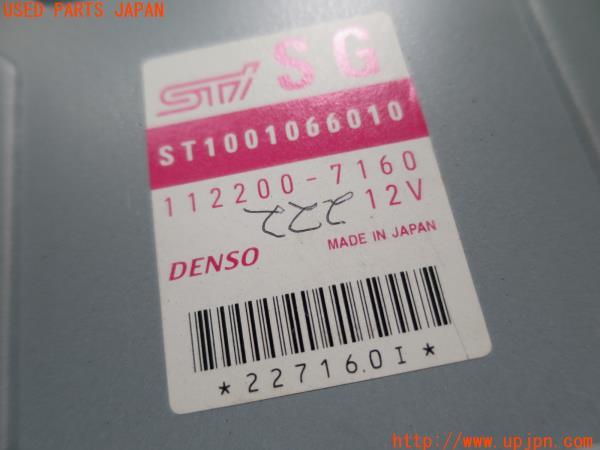 USED PARTS JAPAN
STI SG
ST1001066010
112200-7160
222 12V
DENSO MADE IN JAPAN
*22716.0I*
http://www.upjpn.com